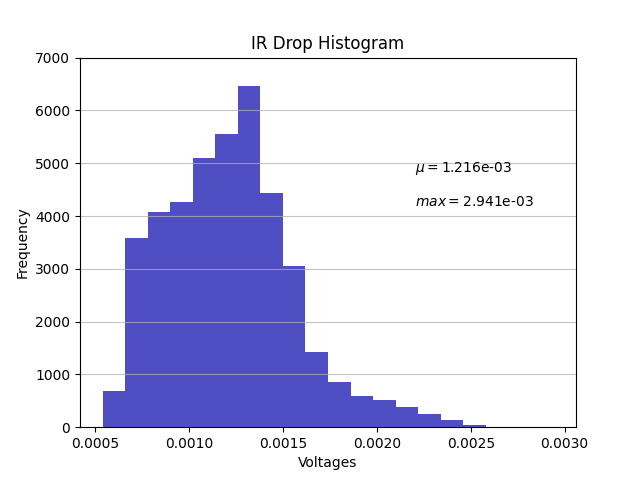 IR Drop Histogram
7000
6000
5000
4000
3000
2000
1000
0
Frequency
μ = 1.216e-03
max = 2.941e-03
0.0005 0.0010 0.0015 0.0020 0.0025 0.0030
Voltages